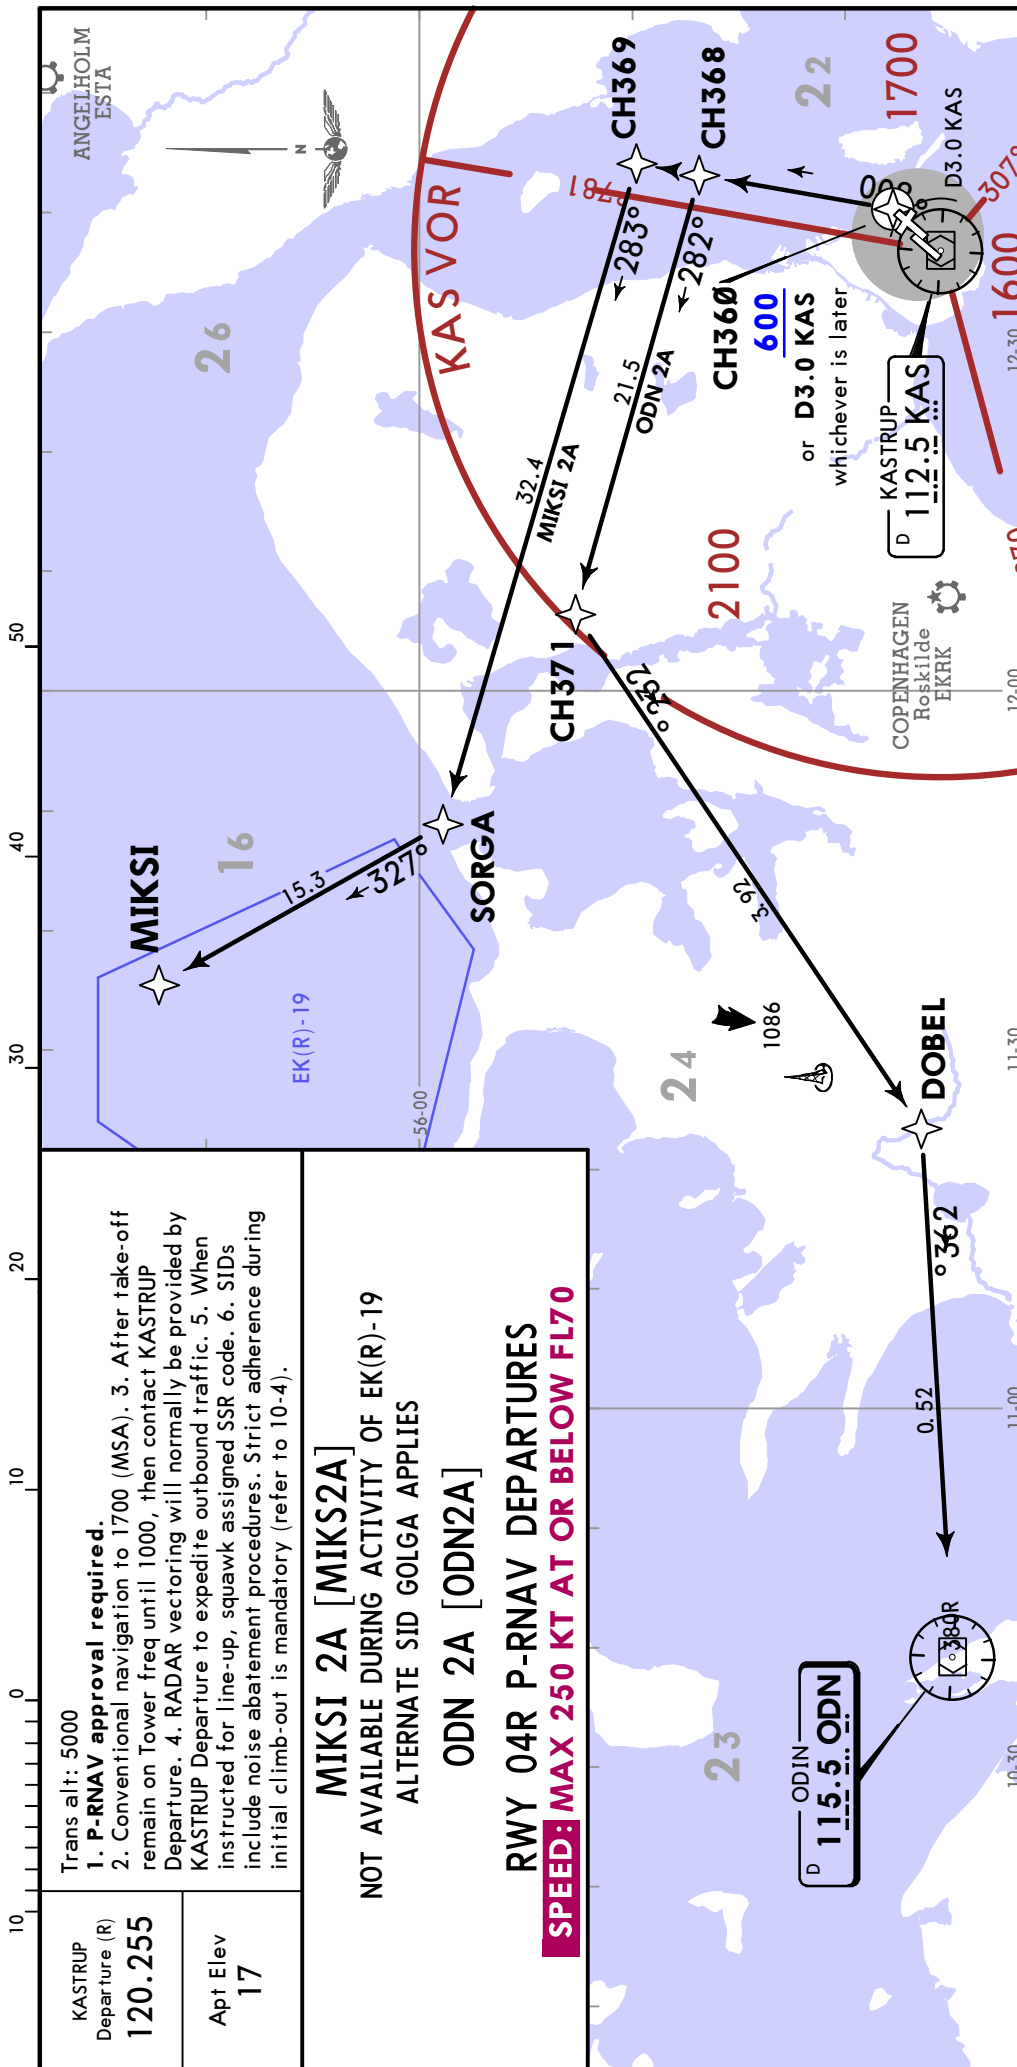 KASTRUP
Departure (R)
120.255
Apt Elev
17
Trans alt: 5000
1. P-RNAV approval required.
2. Conventional navigation to 1700 (MSA). 3. After take-off
remain on Tower freq until 1000, then contact KASTRUP
Departure. 4. RADAR vectoring will normally be provided by
KASTRUP Departure to expedite outbound traffic. 5. When
instructed for line-up, squawk assigned SSR code. 6. SIDs
include noise abatement procedures. Strict adherence during
initial climb-out is mandatory (refer to 10-4).
MIKSI 2A [MIKS2A]
NOT AVAILABLE DURING ACTIVITY OF EK(R)-19
ALTERNATE SID GOLGA APPLIES
ODN 2A [ODN2A]
RWY 04R P-RNAV DEPARTURES
SPEED: MAX 250 KT AT OR BELOW FL70
10
0
10
20
30
40
50
ANGELHOLM
ESTA
N
MIKSI
16
26
15.3
327°
EK(R)-19
56-00
SORGA
KAS VOR
CH369
CH368
22
1700
283°
282°
32.4
MIKSI 2A
21.5
ODN 2A
CH371
CH360
600
or D3.0 KAS
whichever is later
D3.0 KAS
307°
1600
2100
D
KASTRUP
112.5 KAS
COPENHAGEN
Roskilde
EKRK
12-30
12-00
11-30
11-00
10-30
1086
24
3.92
DOBEL
°362
0.52
23
D
ODIN
115.5 ODN
380R